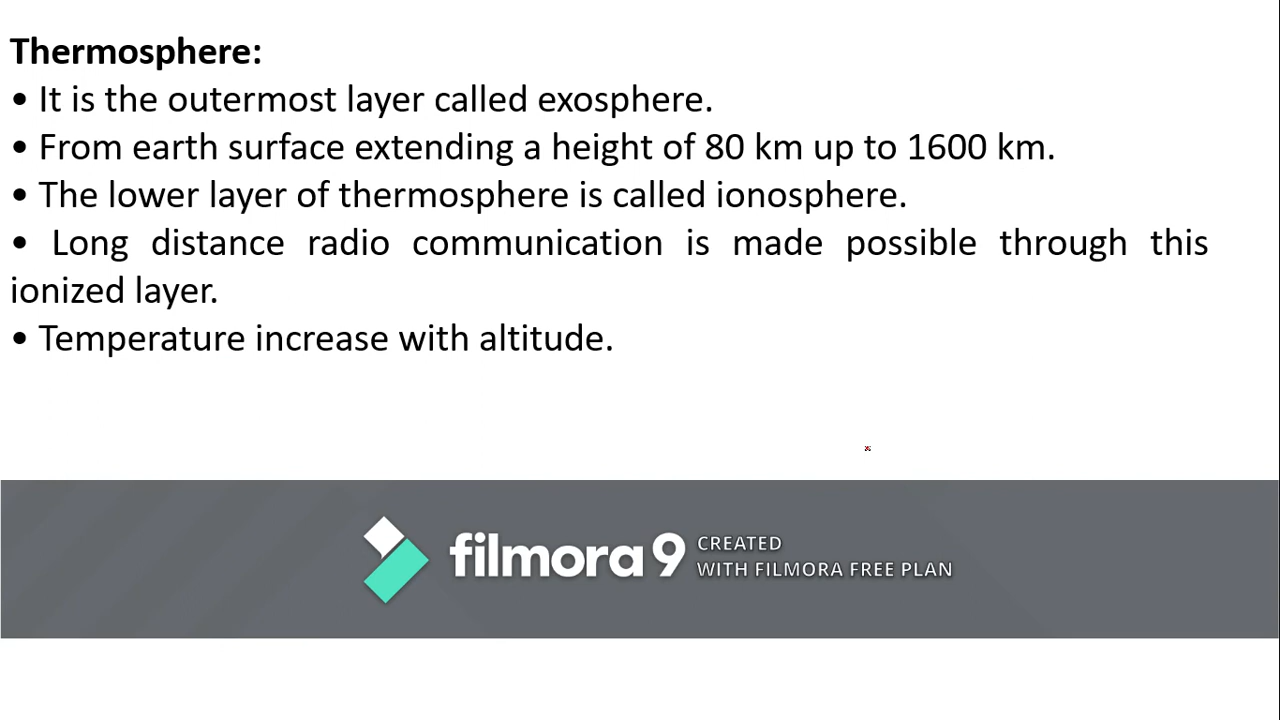 Thermosphere:
• It is the outermost layer called exosphere.
• From earth surface extending a height of 80 km up to 1600 km.
• The lower layer of thermosphere is called ionosphere.
• Long distance radio communication is made possible through this
ionized layer.
• Temperature increase with altitude.
filmora 9 CREATED
WITH FILMORA FREE PLAN